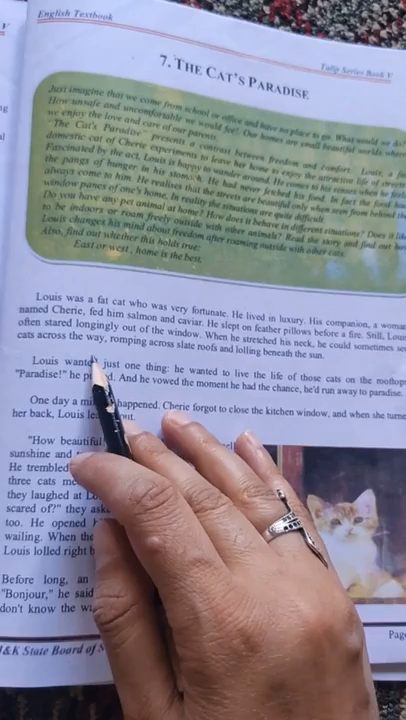 English Textbook
Tulip Series Book V
7. THE CAT'S PARADISE
Just imagine that we come from school or office and have no place to go. What would we do?
How unsafe and uncomfortable we would feel! Our homes are small beautiful worlds where
we enjoy the love and care of our parents.
"The Cat's Paradise" presents a contrast between freedom and comfort. Louis, a fa
domestic cat of Cherie experiments to leave her home to enjoy the attractive life of streets
Fascinated by the act, Louis is happy to wander around. He comes to his senses when he feels
the pangs of hunger in his stomach. He had never fetched his food. In fact the food had
always come to him. He realises that the streets are beautiful only when seen from behind the
window panes of one's home. In reality the situations are quite difficult.
Do you have any pet animal at home? How does it behave in different situations? Does it like
to be indoors or roam freely outside with other animals? Read the story and find out how
Louis changes his mind about freedom after roaming outside with other cats.
Also, find out whether this holds true:
East or west, home is the best.
Louis was a fat cat who was very fortunate. He lived in luxury. His companion, a woman
named Cherie, fed him salmon and caviar. He slept on feather pillows before a fire. Still, Loui
often stared longingly out of the window. When he stretched his neck, he could sometimes se
cats across the way, romping across slate roofs and lolling beneath the sun.
Louis wanted just one thing: he wanted to live the life of those cats on the rooftop
"Paradise!" he p d. And he vowed the moment he had the chance, he'd run away to paradise.
One day a mi happened. Cherie forgot to close the kitchen window, and when she turne
her back, Louis le out.
"How beautiful
sunshine and
He trembled
three cats me
they laughed at Lo
scared of?" they aske
too. He opened h
wailing. When the
Louis lolled right b
Before long, an
"Bonjour," he said
don't know the wa
J&K State Board of S
Page